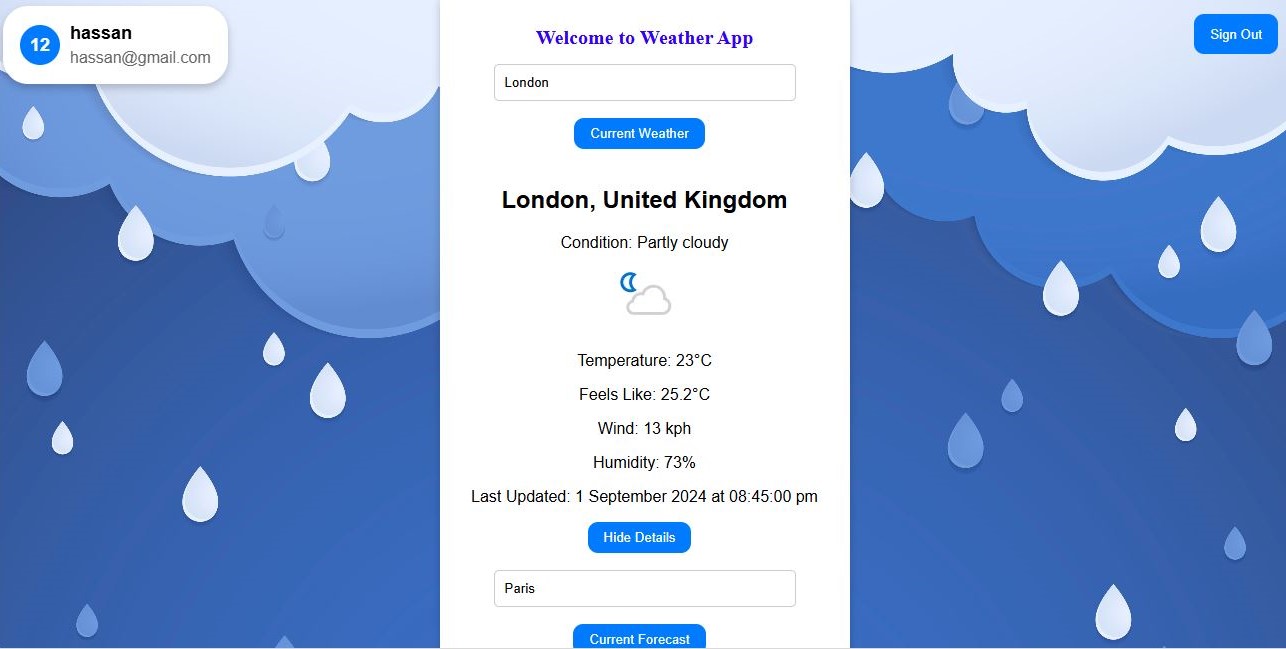 12
hassan
hassan@gmail.com
Sign Out
Welcome to Weather App
London
Current Weather
London, United Kingdom
Condition: Partly cloudy
Temperature: 23°C
Feels Like: 25.2°C
Wind: 13 kph
Humidity: 73%
Last Updated: 1 September 2024 at 08:45:00 pm
Hide Details
Paris
Current Forecast